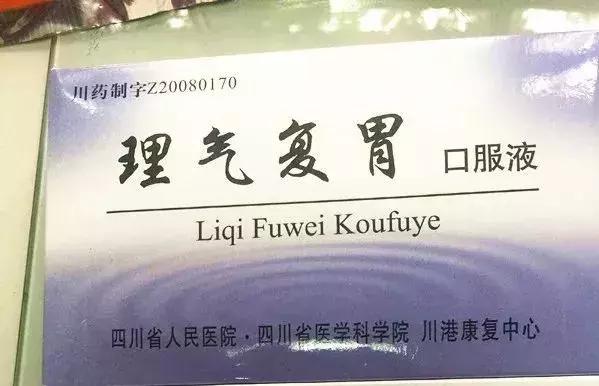 川药制字Z20080170
理气复胃 口服液
Liqi Fuwei Koufuye
四川省人民医院·四川省医学科学院 川港康复中心